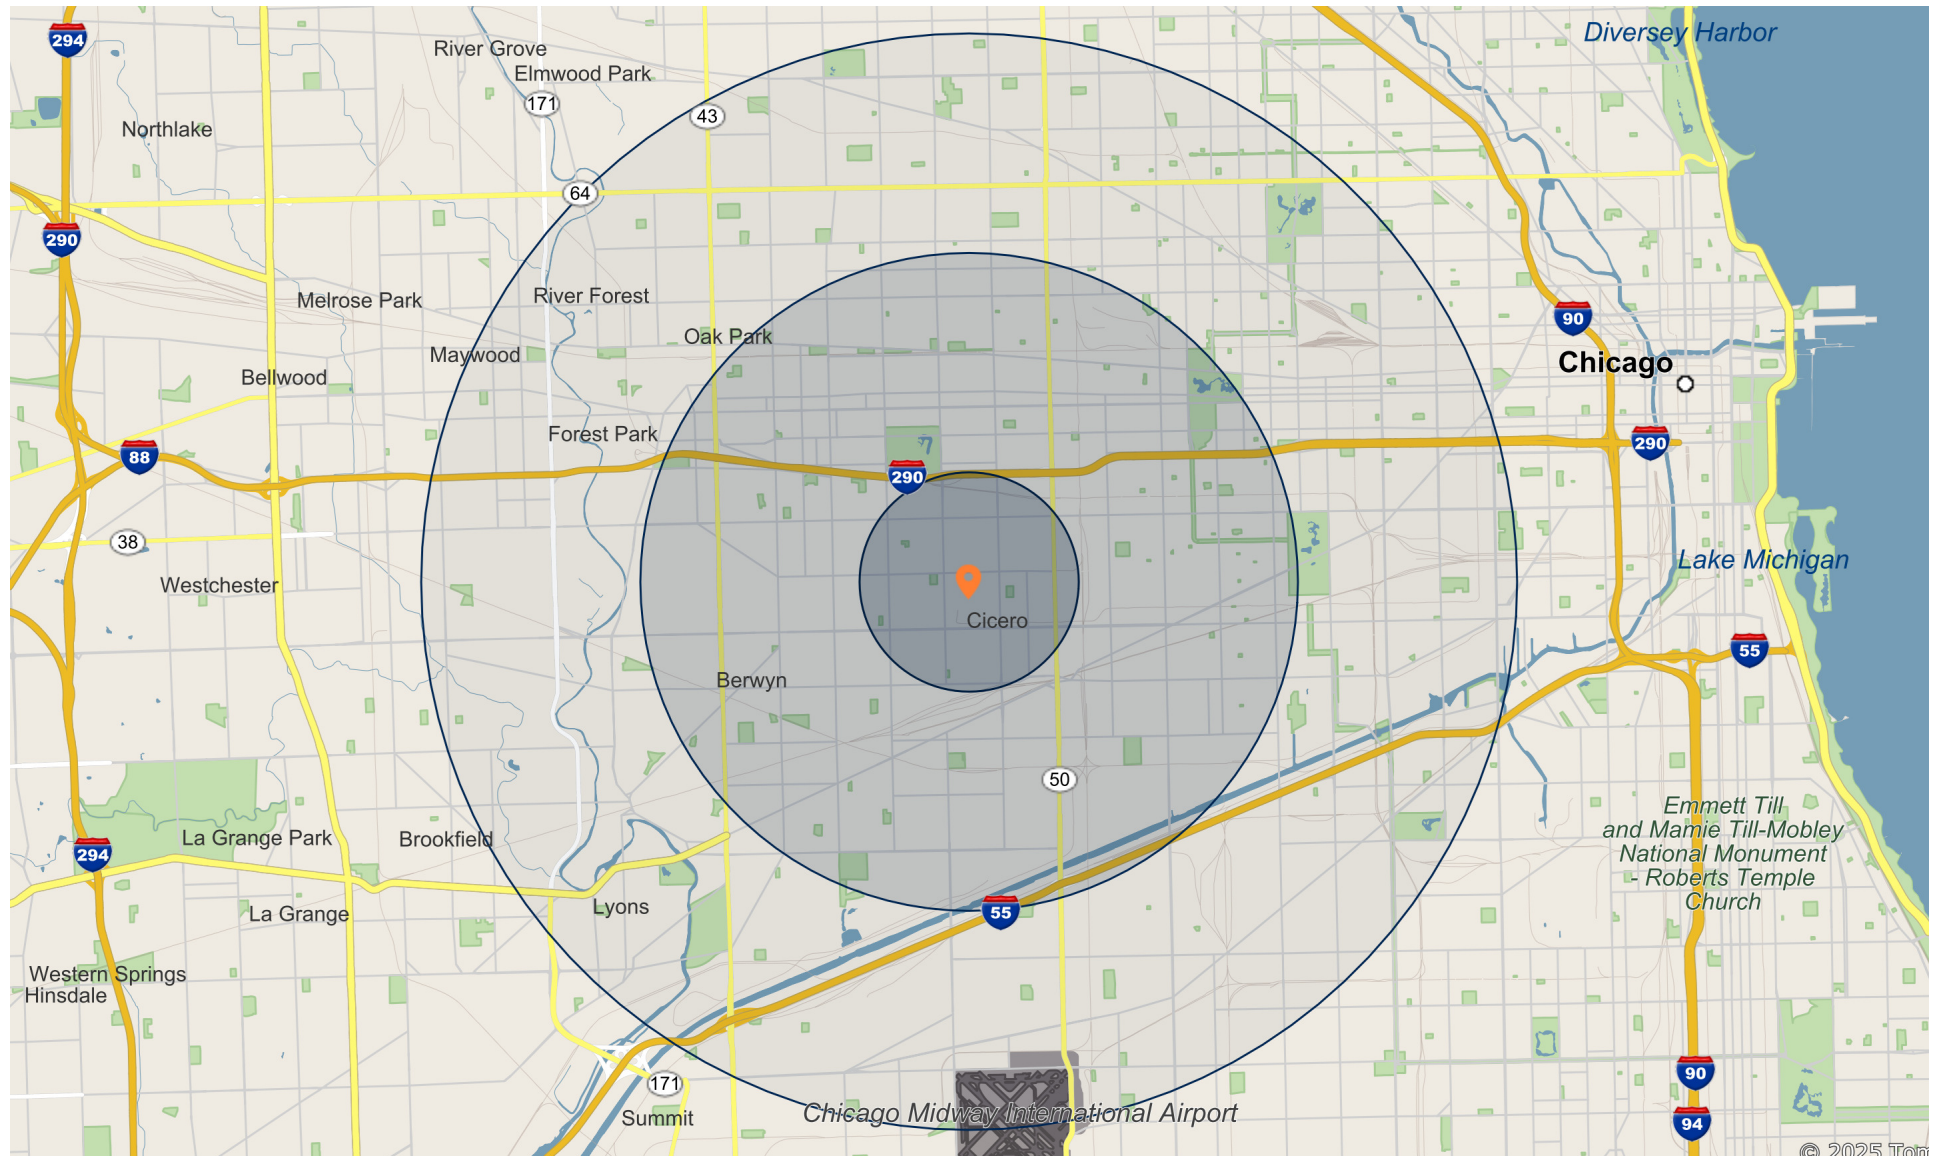 Diversey Harbor
294
River Grove
Elmwood Park
171
43
Northlake
64
290
Melrose Park
River Forest
90
Oak Park
Maywood
Chicago
Bellwood
Forest Park
290
88
290
38
Lake Michigan
Westchester
Cicero
55
Berwyn
50
Emmett Till
and Mamie Till-Mobley
National Monument
- Roberts Temple
Church
La Grange Park
Brookfield
294
Lyons
55
La Grange
Western Springs
Hinsdale
90
171
Chicago Midway International Airport
Summit
94
© 2025 Tom